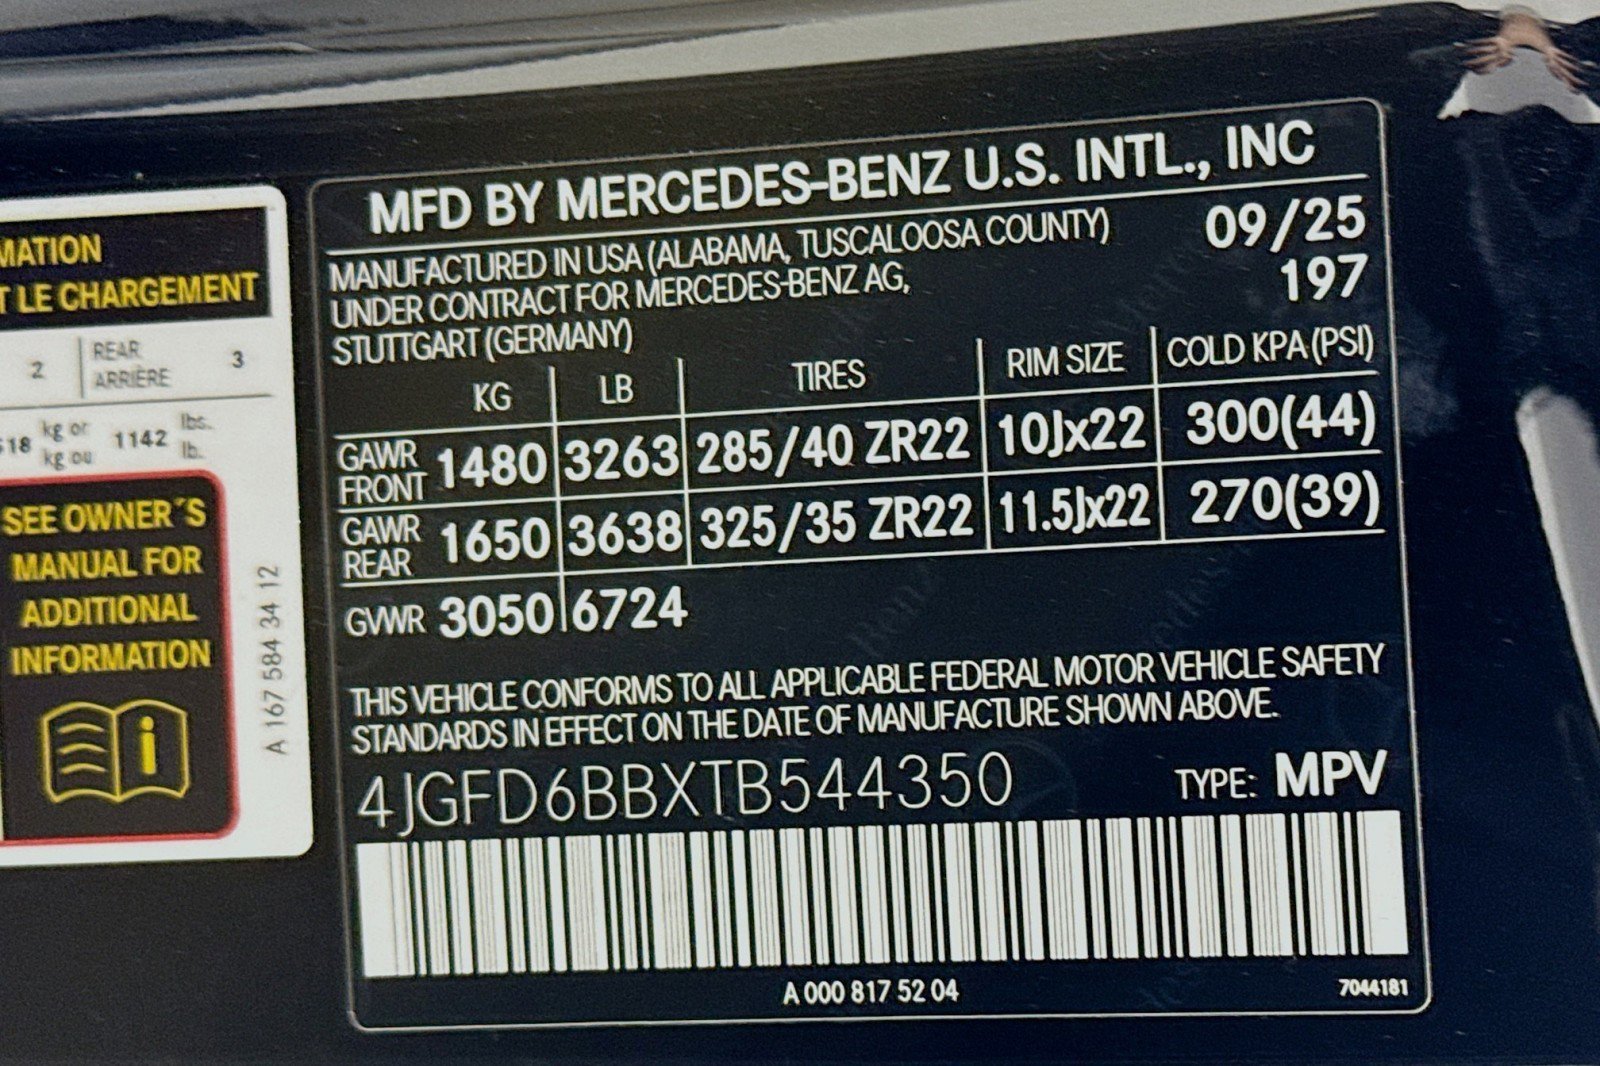 MATION
T LE CHARGEMENT
2 REAR 3
ARRIÈRE
18 kg or 1142 lbs.
kg ou lb.
SEE OWNER´S
MANUAL FOR
ADDITIONAL
INFORMATION
A 167 584 34 12
MFD BY MERCEDES-BENZ U.S. INTL., INC
MANUFACTURED IN USA (ALABAMA, TUSCALOOSA COUNTY) 09/25
UNDER CONTRACT FOR MERCEDES-BENZ AG, 197
STUTTGART (GERMANY)
KG LB TIRES RIM SIZE COLD KPA (PSI)
GAWR FRONT 1480 3263 285/40 ZR22 10Jx22 300(44)
GAWR REAR 1650 3638 325/35 ZR22 11.5Jx22 270(39)
GVWR 3050 6724
THIS VEHICLE CONFORMS TO ALL APPLICABLE FEDERAL MOTOR VEHICLE SAFETY
STANDARDS IN EFFECT ON THE DATE OF MANUFACTURE SHOWN ABOVE.
4JGFD6BBXTB544350 TYPE: MPV
A 000 817 52 04 7044181